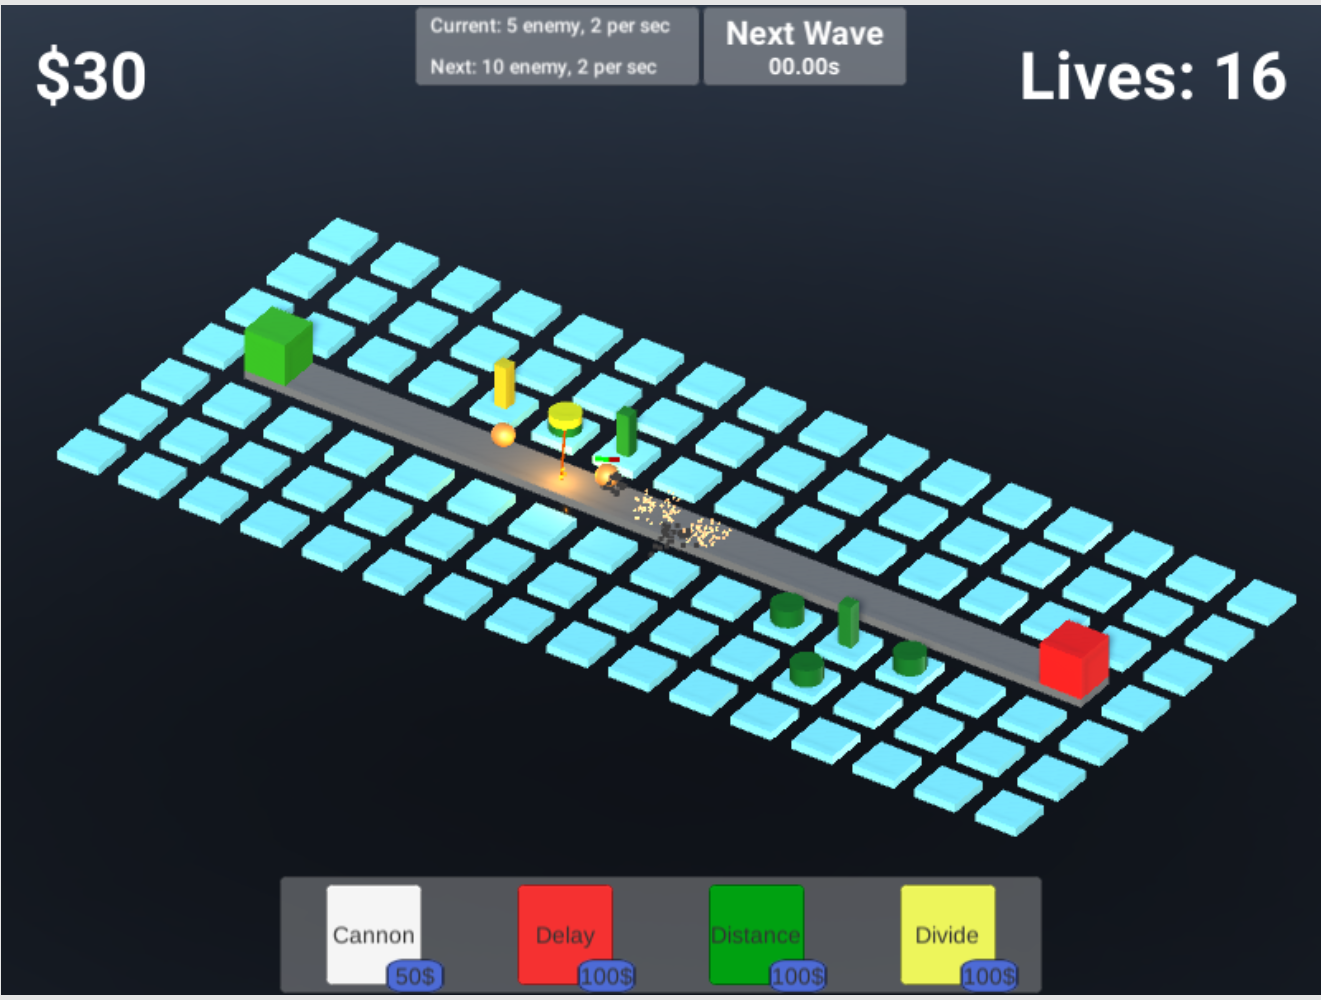 $30
Current: 5 enemy, 2 per sec
Next: 10 enemy, 2 per sec
Next Wave
00.00s
Lives: 16
Cannon
50$
Delay
100$
Distance
100$
Divide
100$